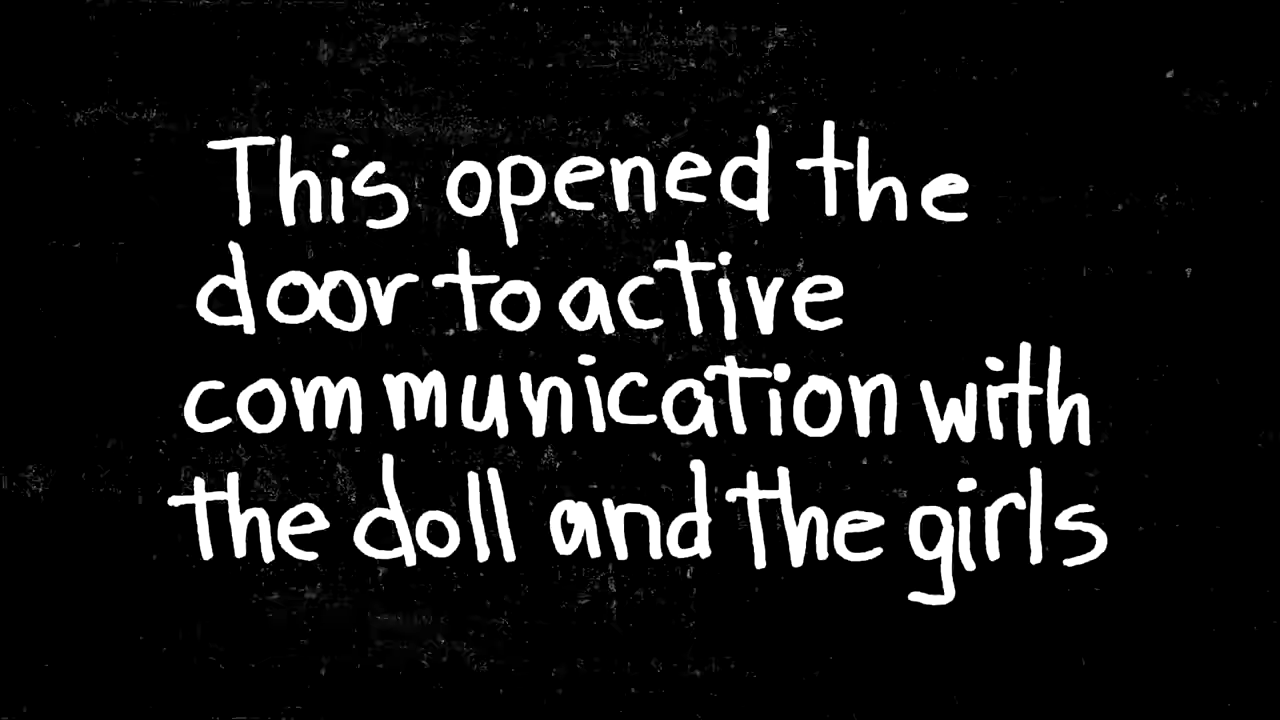 This opened the
door to active
communication with
the doll and the girls